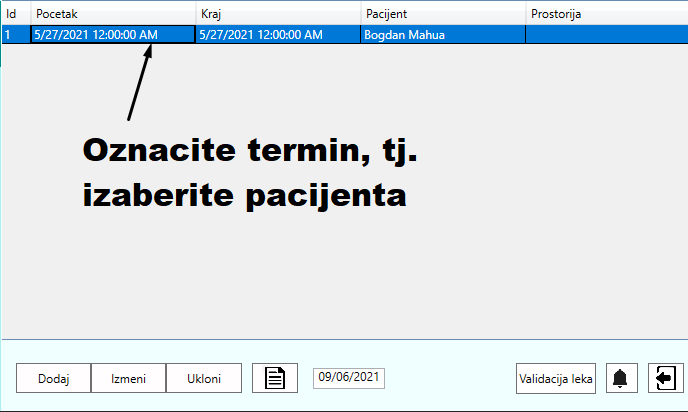 Id Pocetak Kraj Pacijent Prostorija
1 5/27/2021 12:00:00 AM 5/27/2021 12:00:00 AM Bogdan Mahua
Oznacite termin, tj.
izaberite pacijenta
Dodaj Izmeni Ukloni 09/06/2021 Validacija leka